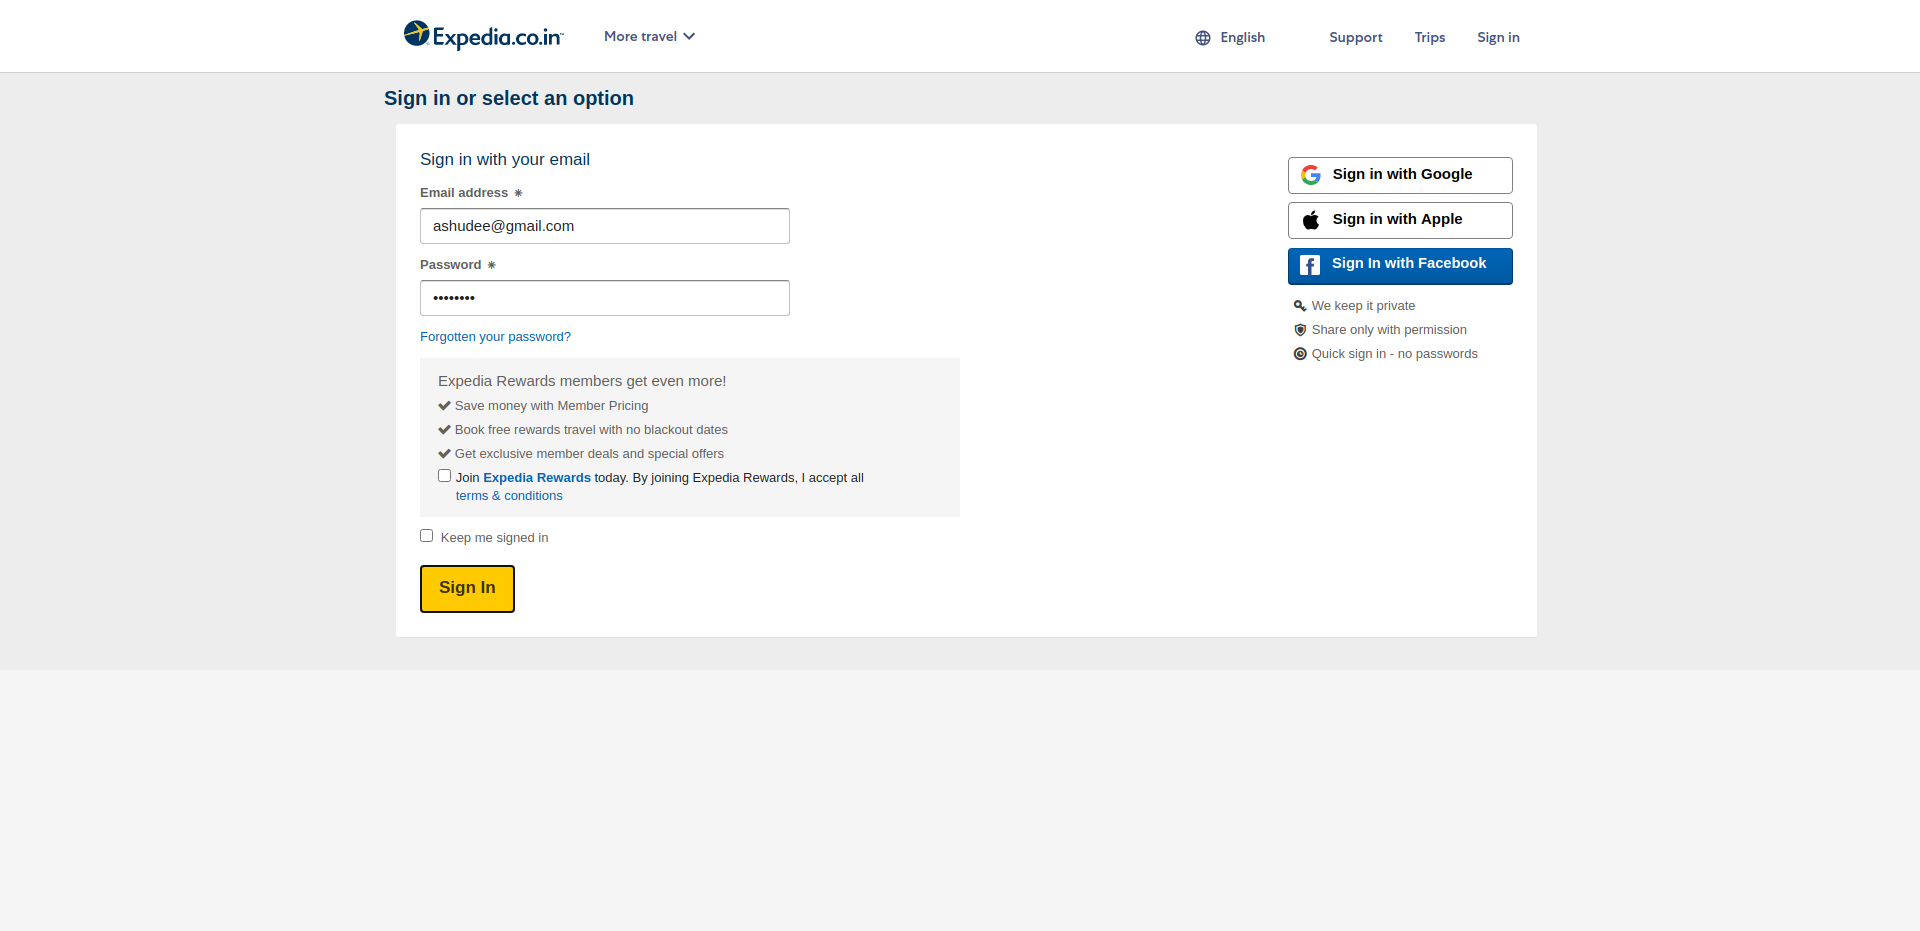 Expedia.co.in™
More travel
English
Support
Trips
Sign in
Sign in or select an option
Sign in with your email
Email address *
ashudee@gmail.com
Password *
••••••••
Forgotten your password?
Expedia Rewards members get even more!
Save money with Member Pricing
Book free rewards travel with no blackout dates
Get exclusive member deals and special offers
Join Expedia Rewards today. By joining Expedia Rewards, I accept all
terms & conditions
Keep me signed in
Sign In
Sign in with Google
Sign in with Apple
Sign In with Facebook
We keep it private
Share only with permission
Quick sign in - no passwords